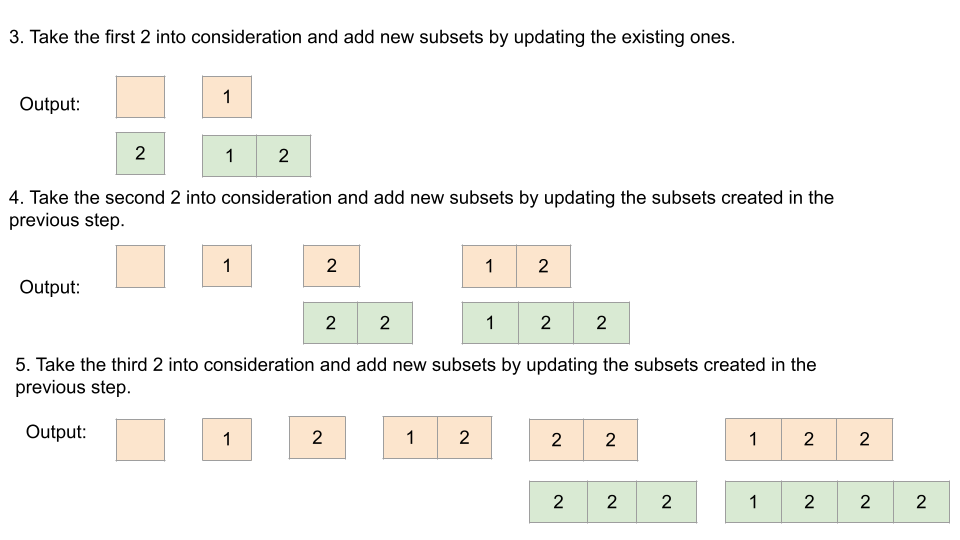 3. Take the first 2 into consideration and add new subsets by updating the existing ones.
Output:
1
2
1 2
4. Take the second 2 into consideration and add new subsets by updating the subsets created in the
previous step.
Output:
1 2 1 2
2 2 1 2 2
5. Take the third 2 into consideration and add new subsets by updating the subsets created in the
previous step.
Output:
1 2 1 2 2 2 1 2 2
2 2 2 1 2 2 2